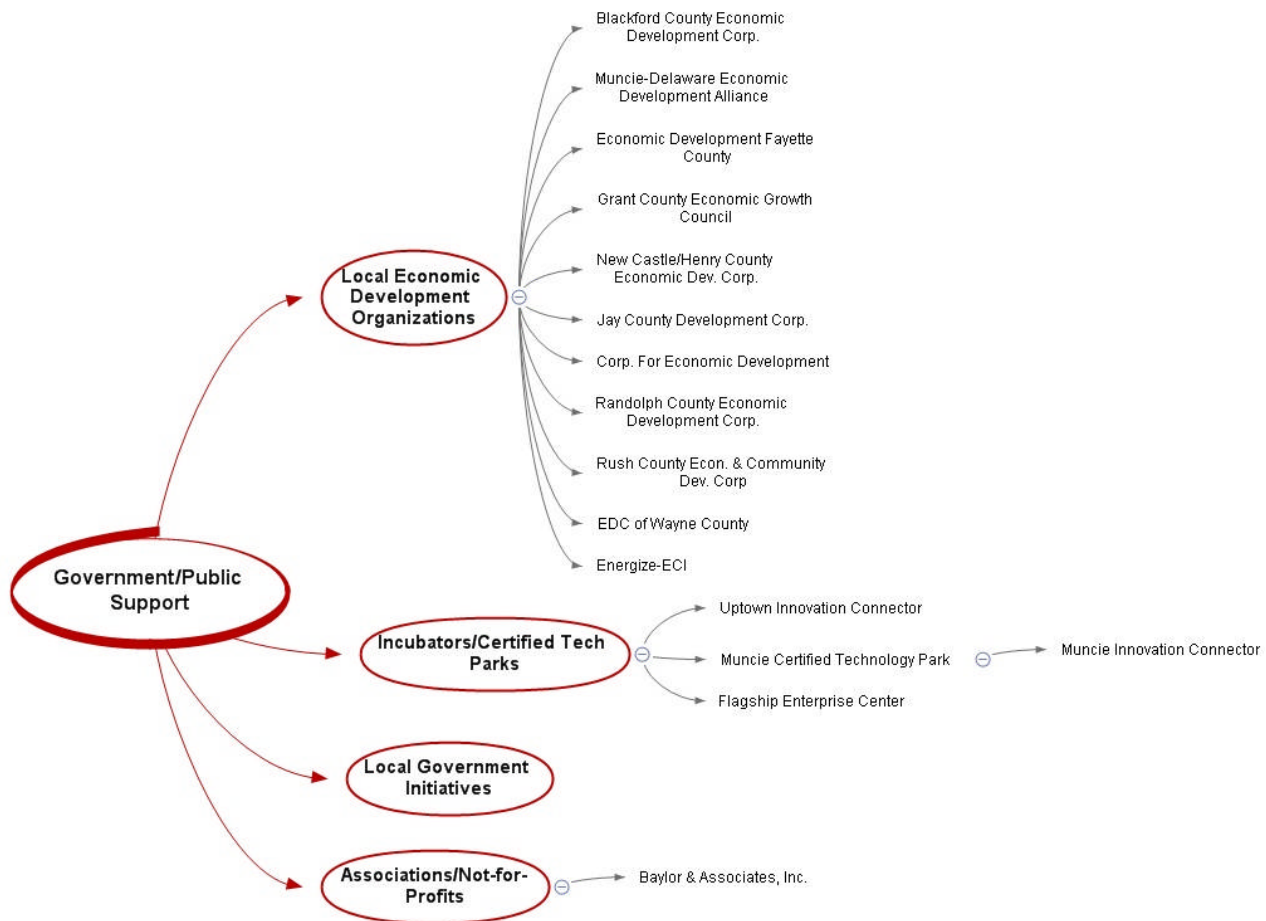 Blackford County Economic
Development Corp.
Muncie-Delaware Economic
Development Alliance
Economic Development Fayette
County
Grant County Economic Growth
Council
New Castle/Henry County
Economic Dev. Corp.
Local Economic
Development
Organizations
Jay County Development Corp.
Corp. For Economic Development
Randolph County Economic
Development Corp.
Rush County Econ. & Community
Dev. Corp
EDC of Wayne County
Energize-ECI
Government/Public
Support
Incubators/Certified Tech
Parks
Uptown Innovation Connector
Muncie Certified Technology Park
Muncie Innovation Connector
Flagship Enterprise Center
Local Government
Initiatives
Associations/Not-for-
Profits
Baylor & Associates, Inc.